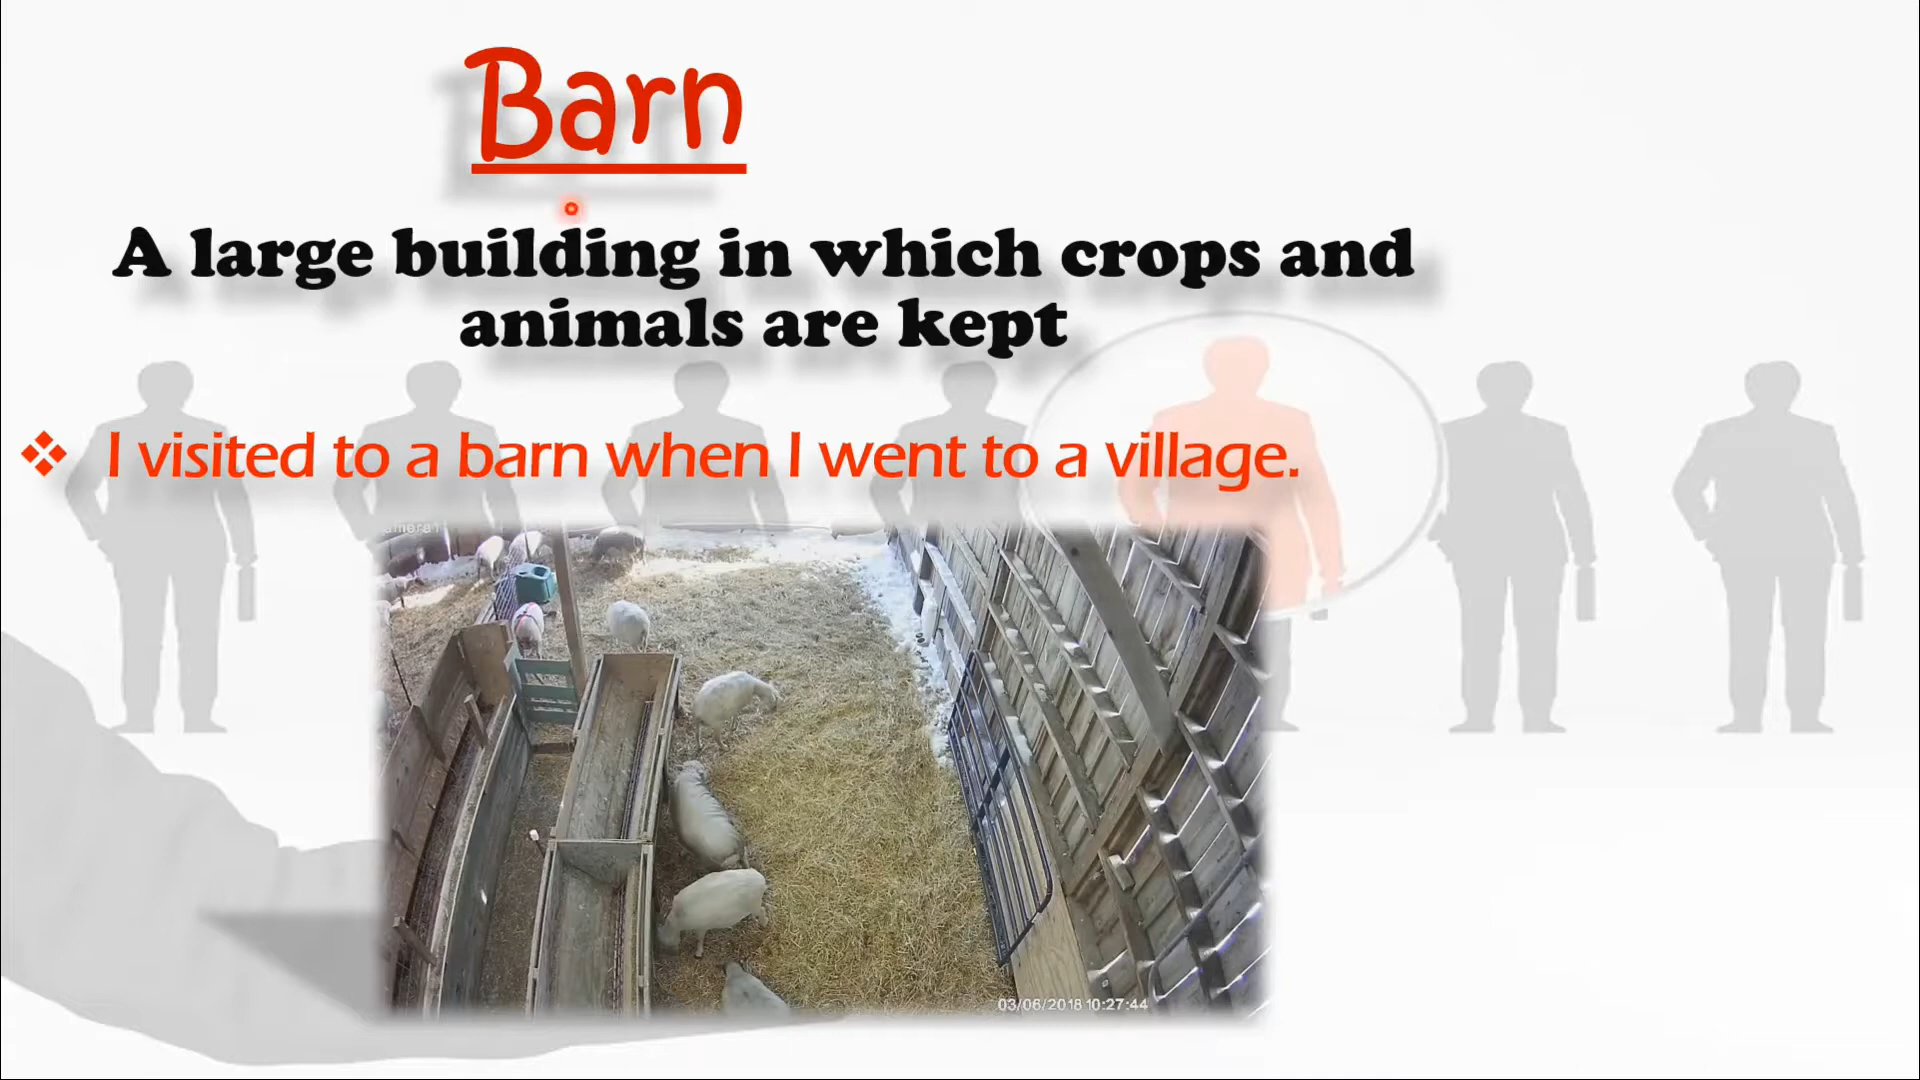 Barn
A large building in which crops and
animals are kept
I visited to a barn when I went to a village.
03/06/2018 10:27:44